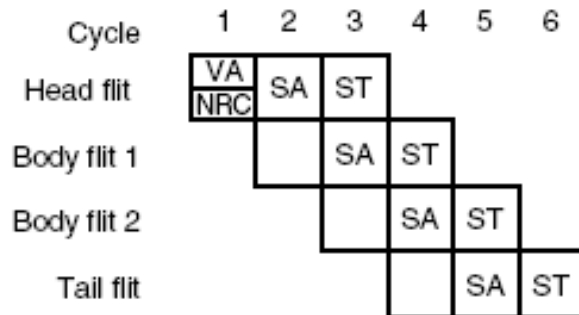 Cycle 1 2 3 4 5 6
Head flit VA NRC SA ST
Body flit 1 SA ST
Body flit 2 SA ST
Tail flit SA ST